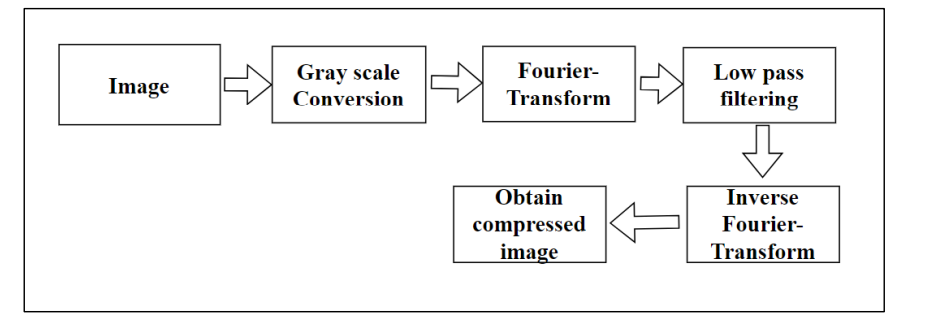 Image
Gray scale
Conversion
Fourier-
Transform
Low pass
filtering
Inverse
Fourier-
Transform
Obtain
compressed
image